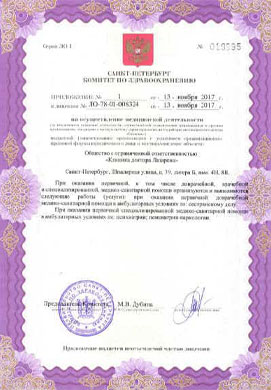 Серия ЛО-1 № 010795
САНКТ-ПЕТЕРБУРГ
КОМИТЕТ ПО ЗДРАВООХРАНЕНИЮ
ПРИЛОЖЕНИЕ № 1 от « 13 » ноября 2017 г.
к лицензии № ЛО-78-01-008324 от « 13 » ноября 2017 г.
на осуществление медицинской деятельности
Общество с ограниченной ответственностью
«Клиника доктора Лазарева»
Санкт-Петербург, Шпалерная улица, д. 39, литера Б, пом. 4Н, 8Н.
При оказании первичной, в том числе доврачебной, врачебной
и специализированной, медико-санитарной помощи организуются и выполняются
следующие работы (услуги): при оказании первичной доврачебной
медико-санитарной помощи в амбулаторных условиях по: сестринскому делу.
При оказании первичной специализированной медико-санитарной помощи
в амбулаторных условиях по: психиатрии; психиатрии-наркологии
Председатель Комитета М.В. Дубина
Приложение является неотъемлемой частью лицензии